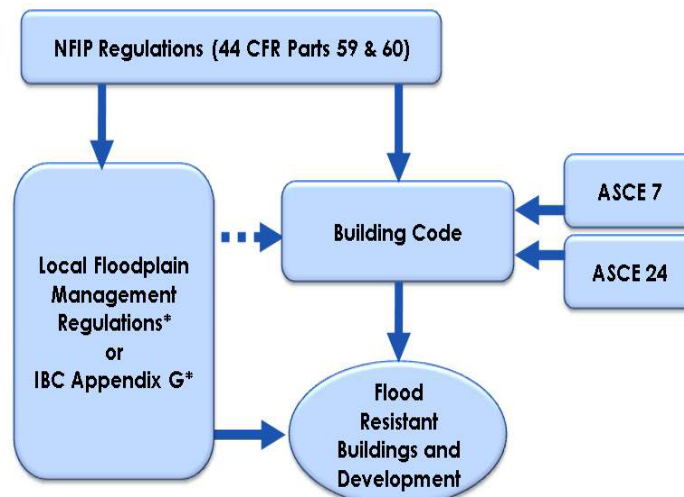 NFIP Regulations (44 CFR Parts 59 & 60)
Local Floodplain
Management
Regulations*
or
IBC Appendix G*
Building Code
ASCE 7
ASCE 24
Flood
Resistant
Buildings and
Development